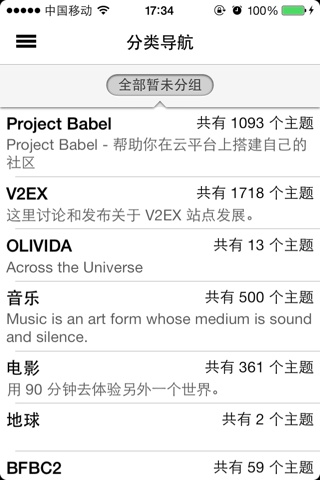 中国移动 17:34 100%
分类导航
全部暂未分组
Project Babel 共有 1093 个主题
Project Babel - 帮助你在云平台上搭建自己的
社区
V2EX 共有 1718 个主题
这里讨论和发布关于 V2EX 站点发展。
OLIVIDA 共有 13 个主题
Across the Universe
音乐 共有 500 个主题
Music is an art form whose medium is sound
and silence.
电影 共有 361 个主题
用 90 分钟去体验另外一个世界。
地球 共有 2 个主题
BFBC2 共有 59 个主题